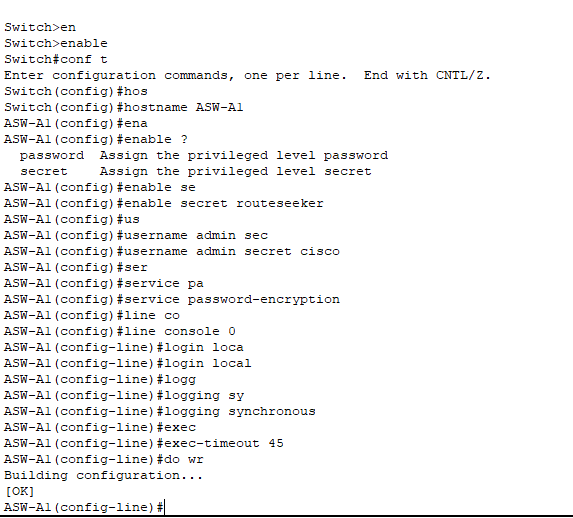 Switch>en
Switch>enable
Switch#conf t
Enter configuration commands, one per line.  End with CNTL/Z.
Switch(config)#hos
Switch(config)#hostname ASW-A1
ASW-A1(config)#ena
ASW-A1(config)#enable ?
  password  Assign the privileged level password
  secret    Assign the privileged level secret
ASW-A1(config)#enable se
ASW-A1(config)#enable secret routeseeker
ASW-A1(config)#us
ASW-A1(config)#username admin sec
ASW-A1(config)#username admin secret cisco
ASW-A1(config)#ser
ASW-A1(config)#service pa
ASW-A1(config)#service password-encryption
ASW-A1(config)#line co
ASW-A1(config)#line console 0
ASW-A1(config-line)#login loca
ASW-A1(config-line)#login local
ASW-A1(config-line)#logg
ASW-A1(config-line)#logging sy
ASW-A1(config-line)#logging synchronous
ASW-A1(config-line)#exec
ASW-A1(config-line)#exec-timeout 45
ASW-A1(config-line)#do wr
Building configuration...
[OK]
ASW-A1(config-line)#